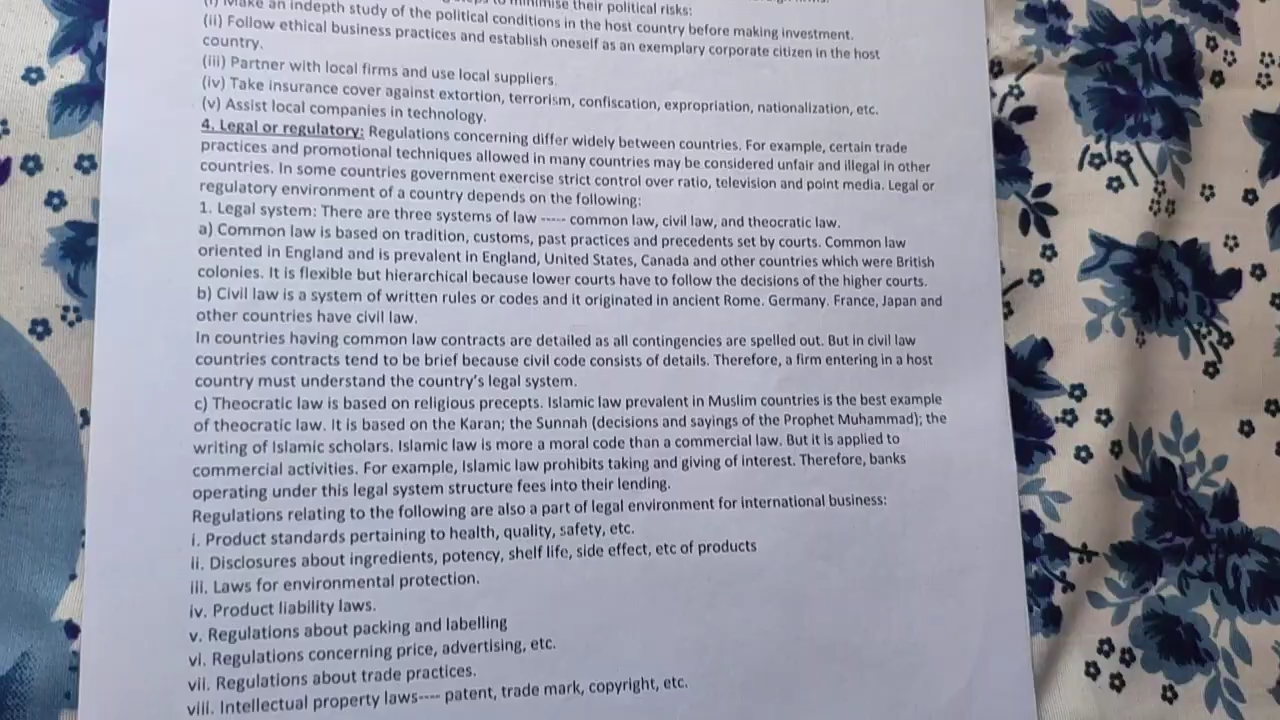 minimise their political risks:
(i) Make an indepth study of the political conditions in the host country before making investment.
(ii) Follow ethical business practices and establish oneself as an exemplary corporate citizen in the host
country.
(iii) Partner with local firms and use local suppliers.
(iv) Take insurance cover against extortion, terrorism, confiscation, expropriation, nationalization, etc.
(v) Assist local companies in technology.
4. Legal or regulatory: Regulations concerning differ widely between countries. For example, certain trade
practices and promotional techniques allowed in many countries may be considered unfair and illegal in other
countries. In some countries government exercise strict control over ratio, television and point media. Legal or
regulatory environment of a country depends on the following:
1. Legal system: There are three systems of law ----- common law, civil law, and theocratic law.
a) Common law is based on tradition, customs, past practices and precedents set by courts. Common law
oriented in England and is prevalent in England, United States, Canada and other countries which were British
colonies. It is flexible but hierarchical because lower courts have to follow the decisions of the higher courts.
b) Civil law is a system of written rules or codes and it originated in ancient Rome. Germany. France, Japan and
other countries have civil law.
In countries having common law contracts are detailed as all contingencies are spelled out. But in civil law
countries contracts tend to be brief because civil code consists of details. Therefore, a firm entering in a host
country must understand the country's legal system.
c) Theocratic law is based on religious precepts. Islamic law prevalent in Muslim countries is the best example
of theocratic law. It is based on the Karan; the Sunnah (decisions and sayings of the Prophet Muhammad); the
writing of Islamic scholars. Islamic law is more a moral code than a commercial law. But it is applied to
commercial activities. For example, Islamic law prohibits taking and giving of interest. Therefore, banks
operating under this legal system structure fees into their lending.
Regulations relating to the following are also a part of legal environment for international business:
i. Product standards pertaining to health, quality, safety, etc.
ii. Disclosures about ingredients, potency, shelf life, side effect, etc of products
iii. Laws for environmental protection.
iv. Product liability laws.
v. Regulations about packing and labelling
vi. Regulations concerning price, advertising, etc.
vii. Regulations about trade practices.
viii. Intellectual property laws---- patent, trade mark, copyright, etc.